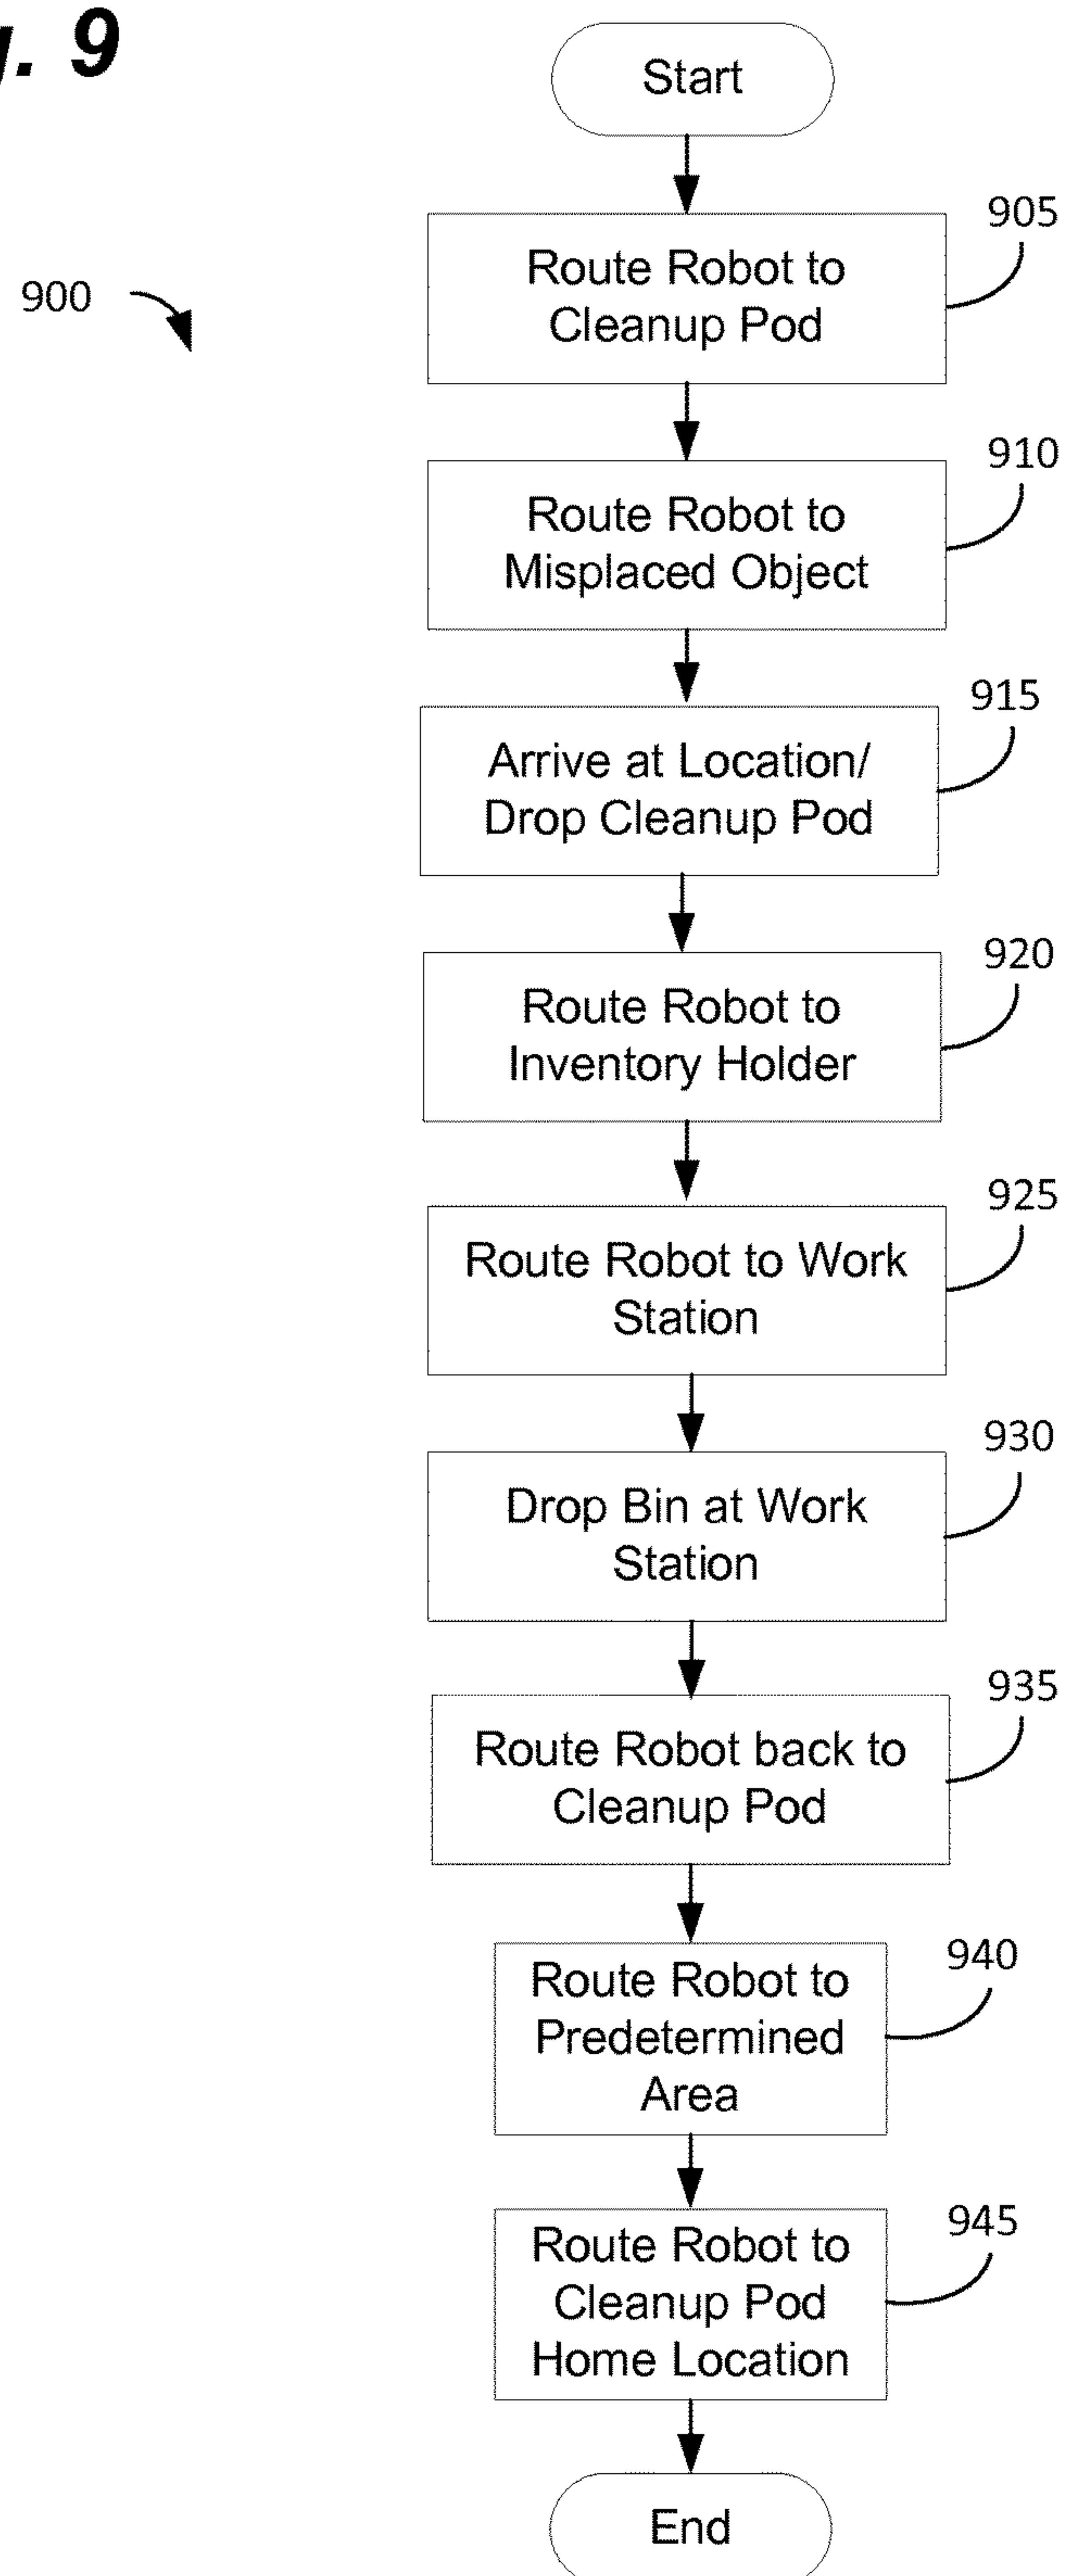 g. 9
Start
905
Route Robot to
Cleanup Pod
900
910
Route Robot to
Misplaced Object
915
Arrive at Location/
Drop Cleanup Pod
920
Route Robot to
Inventory Holder
925
Route Robot to Work
Station
930
Drop Bin at Work
Station
935
Route Robot back to
Cleanup Pod
940
Route Robot to
Predetermined
Area
945
Route Robot to
Cleanup Pod
Home Location
End